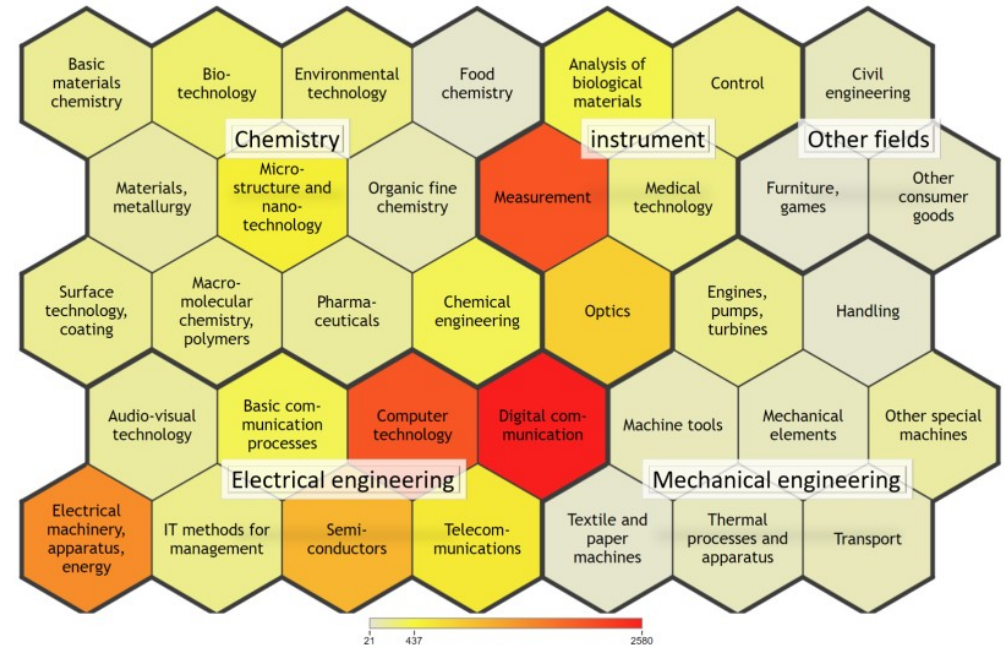 Basic
materials
chemistry
Bio-
technology
Environmental
technology
Food
chemistry
Analysis of
biological
materials
Control
Civil
engineering
Chemistry
instrument
Other fields
Materials,
metallurgy
Micro-
structure and
nano-
technology
Organic fine
chemistry
Measurement
Medical
technology
Furniture,
games
Other
consumer
goods
Surface
technology,
coating
Macro-
molecular
chemistry,
polymers
Pharma-
ceuticals
Chemical
engineering
Optics
Engines,
pumps,
turbines
Handling
Audio-visual
technology
Basic com-
munication
processes
Computer
technology
Digital com-
munication
Machine tools
Mechanical
elements
Other special
machines
Electrical engineering
Mechanical engineering
Electrical
machinery,
apparatus,
energy
IT methods for
management
Semi-
conductors
Telecom-
munications
Textile and
paper
machines
Thermal
processes and
apparatus
Transport
21
437
2580